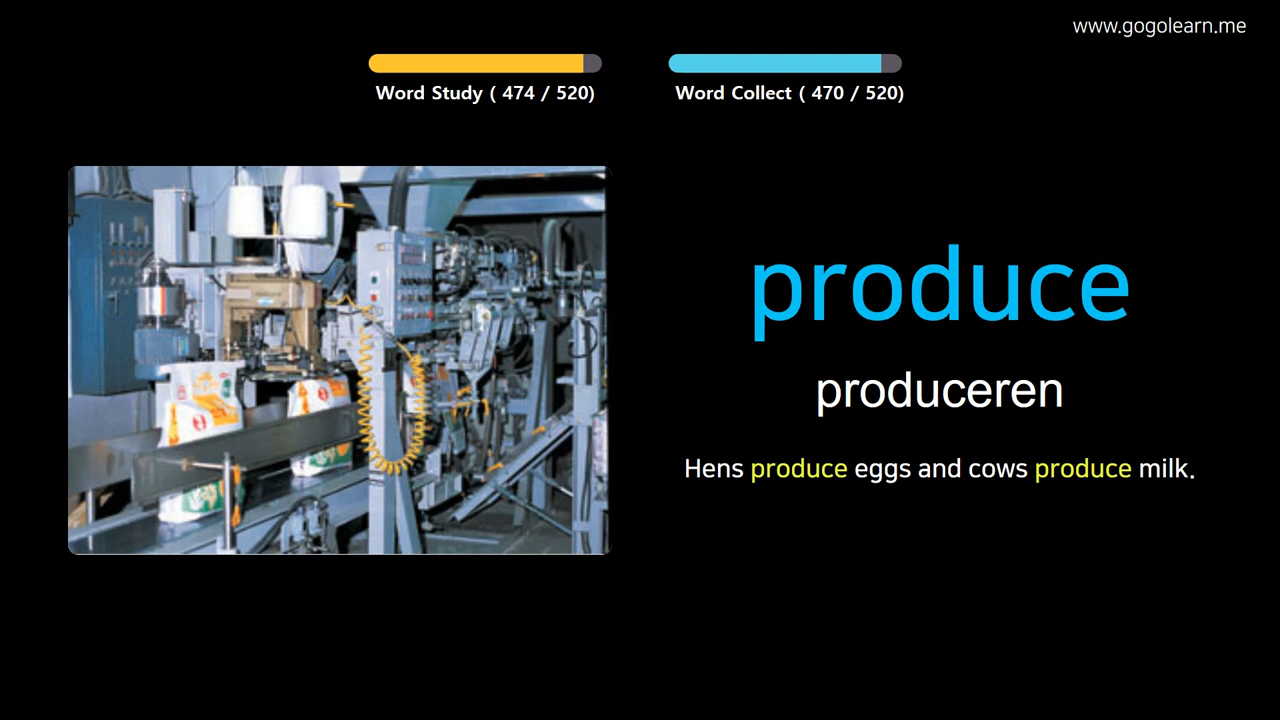 www.gogolearn.me
Word Study ( 474 / 520)
Word Collect ( 470 / 520)
produce
produceren
Hens produce eggs and cows produce milk.